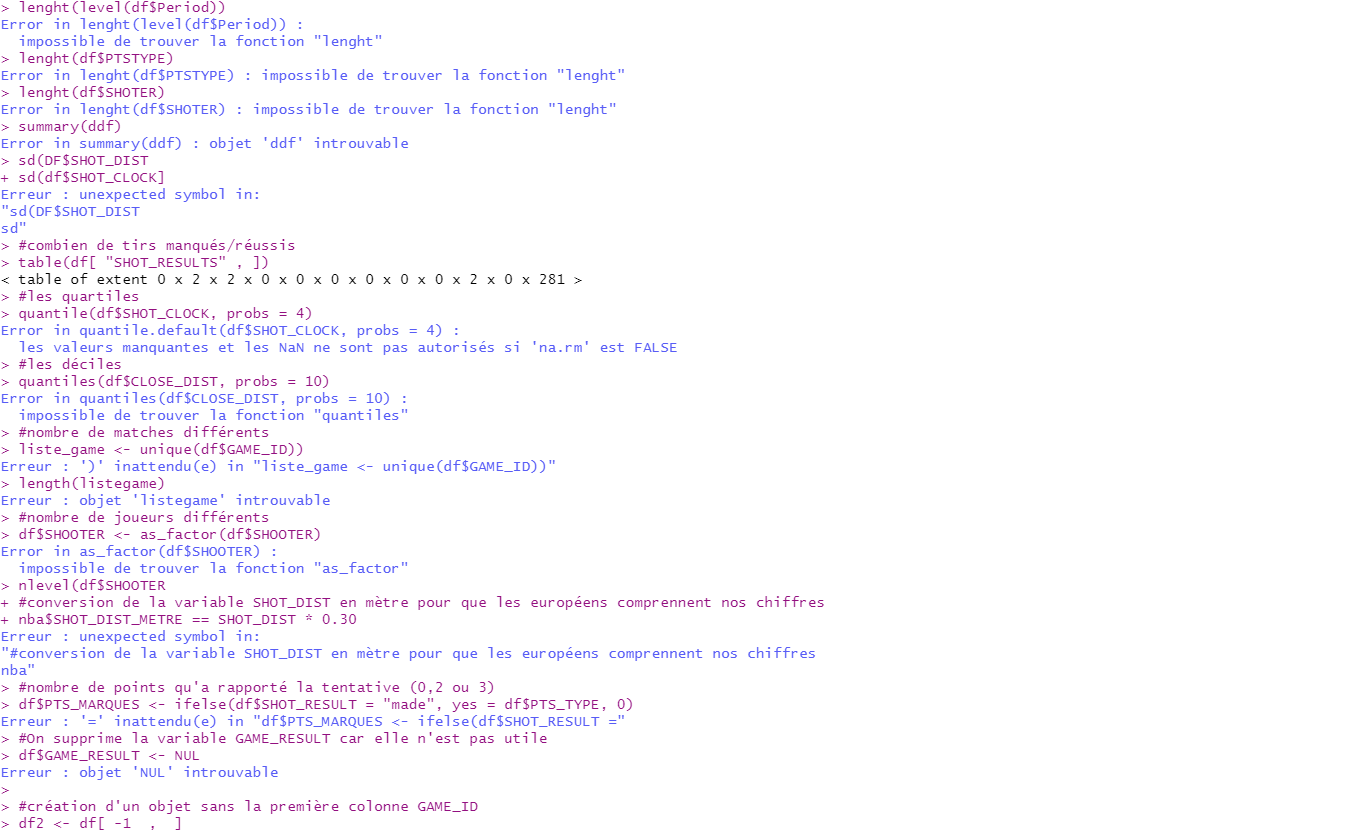 > lenght(level(df$Period))
Error in lenght(level(df$Period)) :
  impossible de trouver la fonction "lenght"
> lenght(df$PTSTYPE)
Error in lenght(df$PTSTYPE) : impossible de trouver la fonction "lenght"
> lenght(df$SHOTER)
Error in lenght(df$SHOTER) : impossible de trouver la fonction "lenght"
> summary(ddf)
Error in summary(ddf) : objet 'ddf' introuvable
> sd(DF$SHOT_DIST
+ sd(df$SHOT_CLOCK]
Erreur : unexpected symbol in:
"sd(DF$SHOT_DIST
sd"
> #combien de tirs manqués/réussis
> table(df[ "SHOT_RESULTS" , ])
< table of extent 0 x 2 x 2 x 0 x 0 x 0 x 0 x 0 x 0 x 2 x 0 x 281 >
> #les quartiles
> quantile(df$SHOT_CLOCK, probs = 4)
Error in quantile.default(df$SHOT_CLOCK, probs = 4) :
  les valeurs manquantes et les NaN ne sont pas autorisés si 'na.rm' est FALSE
> #les déciles
> quantiles(df$CLOSE_DIST, probs = 10)
Error in quantiles(df$CLOSE_DIST, probs = 10) :
  impossible de trouver la fonction "quantiles"
> #nombre de matches différents
> liste_game <- unique(df$GAME_ID))
Erreur : ')' inattendu(e) in "liste_game <- unique(df$GAME_ID))"
> length(listegame)
Erreur : objet 'listegame' introuvable
> #nombre de joueurs différents
> df$SHOOTER <- as_factor(df$SHOOTER)
Error in as_factor(df$SHOOTER) :
  impossible de trouver la fonction "as_factor"
> nlevel(df$SHOOTER
+ #conversion de la variable SHOT_DIST en mètre pour que les européens comprennent nos chiffres
+ nba$SHOT_DIST_METRE == SHOT_DIST * 0.30
Erreur : unexpected symbol in:
"#conversion de la variable SHOT_DIST en mètre pour que les européens comprennent nos chiffres
nba"
> #nombre de points qu'a rapporté la tentative (0,2 ou 3)
> df$PTS_MARQUES <- ifelse(df$SHOT_RESULT = "made", yes = df$PTS_TYPE, 0)
Erreur : '=' inattendu(e) in "df$PTS_MARQUES <- ifelse(df$SHOT_RESULT ="
> #On supprime la variable GAME_RESULT car elle n'est pas utile
> df$GAME_RESULT <- NUL
Erreur : objet 'NUL' introuvable
>
> #création d'un objet sans la première colonne GAME_ID
> df2 <- df[ -1  ,  ]